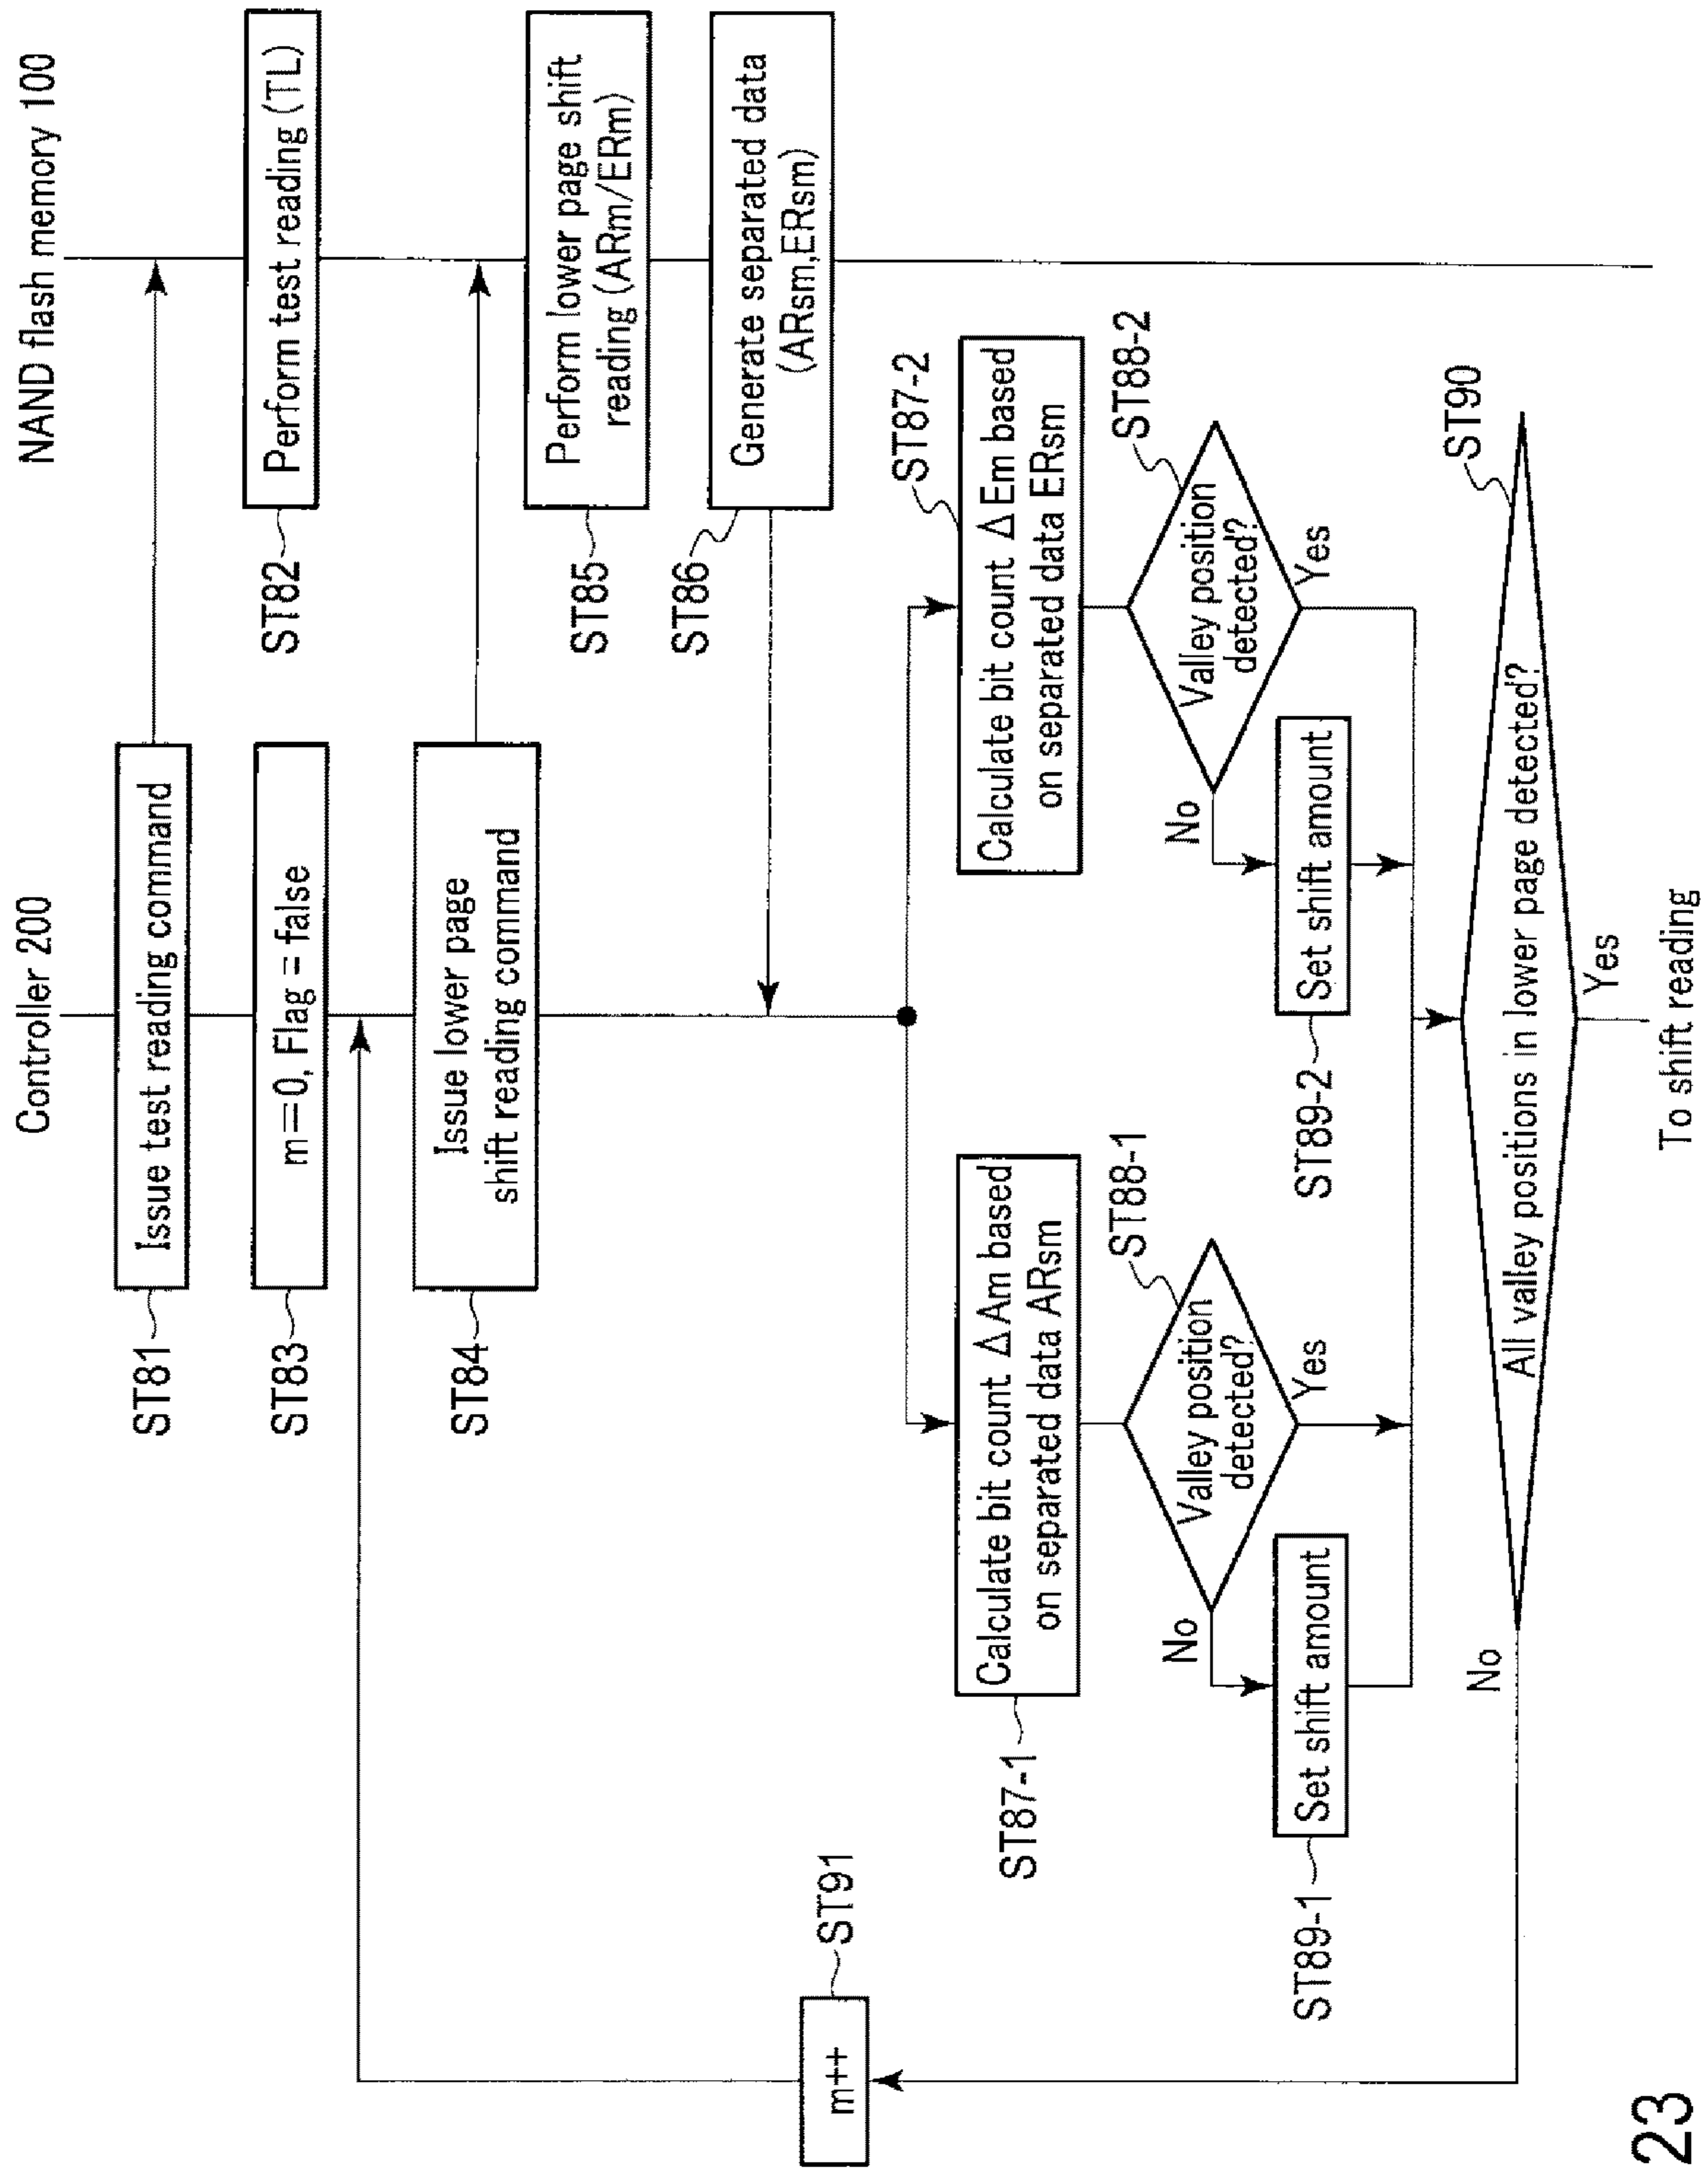 Controller 200
NAND flash memory 100
ST81
Issue test reading command
ST82
Perform test reading (TL)
ST83
m=0, Flag = false
ST84
Issue lower page
shift reading command
ST85
Perform lower page shift
reading (ARm/ERm)
ST86
Generate separated data
(ARsm,ERsm)
ST91
m++
ST87-1
Calculate bit count ΔAm based
on separated data ARsm
ST87-2
Calculate bit count ΔEm based
on separated data ERsm
ST88-1
Valley position
detected?
No
Yes
ST88-2
Valley position
detected?
No
Yes
ST89-1
Set shift amount
ST89-2
Set shift amount
ST90
All valley positions in lower page detected?
No
Yes
To shift reading
23